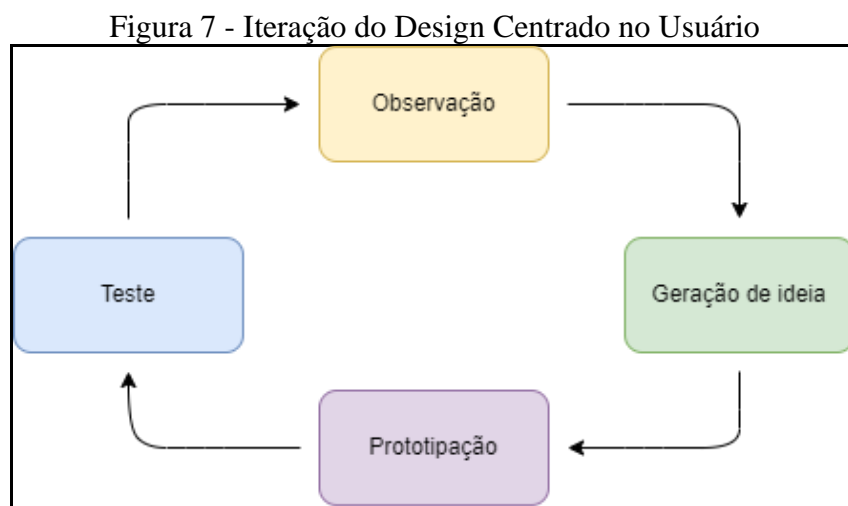 Figura 7 - Iteração do Design Centrado no Usuário
Observação
Teste
Geração de ideia
Prototipação